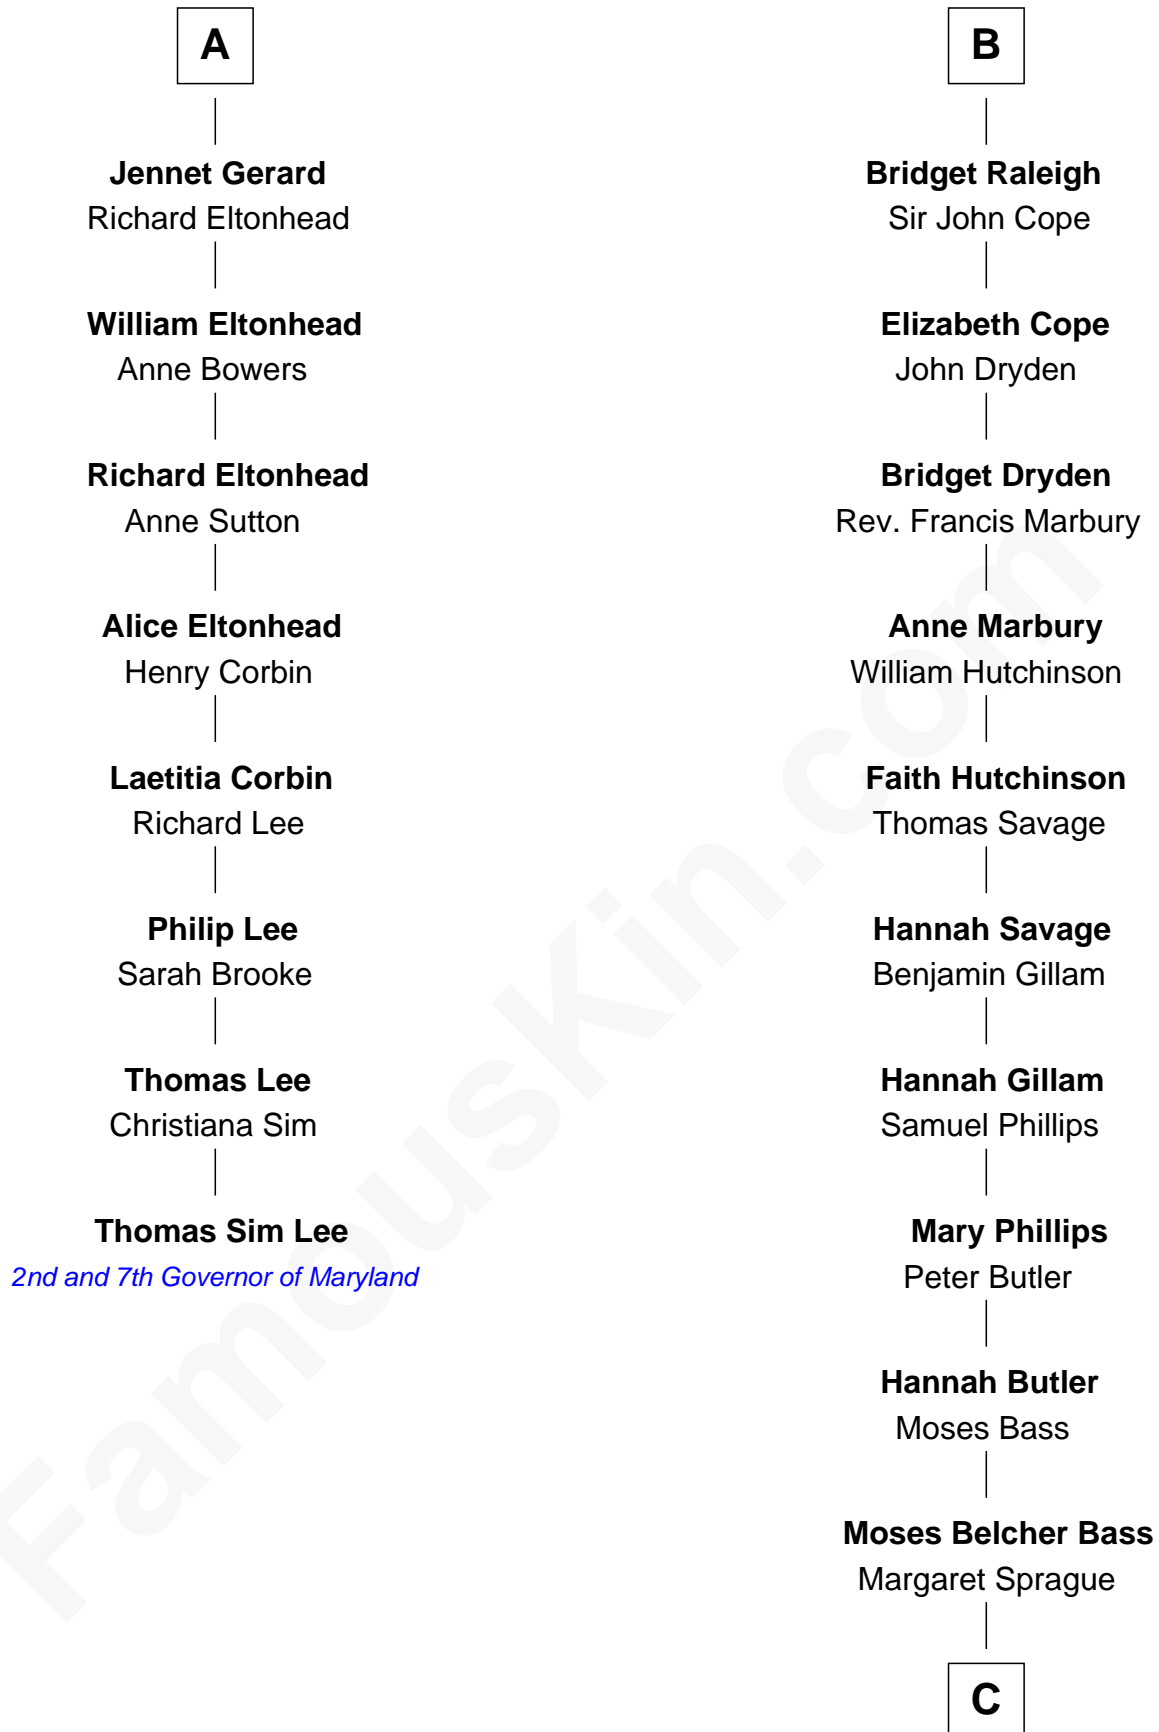 A
Jennet Gerard
Richard Eltonhead
William Eltonhead
Anne Bowers
Richard Eltonhead
Anne Sutton
Alice Eltonhead
Henry Corbin
Laetitia Corbin
Richard Lee
Philip Lee
Sarah Brooke
Thomas Lee
Christiana Sim
Thomas Sim Lee
2nd and 7th Governor of Maryland
B
Bridget Raleigh
Sir John Cope
Elizabeth Cope
John Dryden
Bridget Dryden
Rev. Francis Marbury
Anne Marbury
William Hutchinson
Faith Hutchinson
Thomas Savage
Hannah Savage
Benjamin Gillam
Hannah Gillam
Samuel Phillips
Mary Phillips
Peter Butler
Hannah Butler
Moses Bass
Moses Belcher Bass
Margaret Sprague
C
FamousKin.com